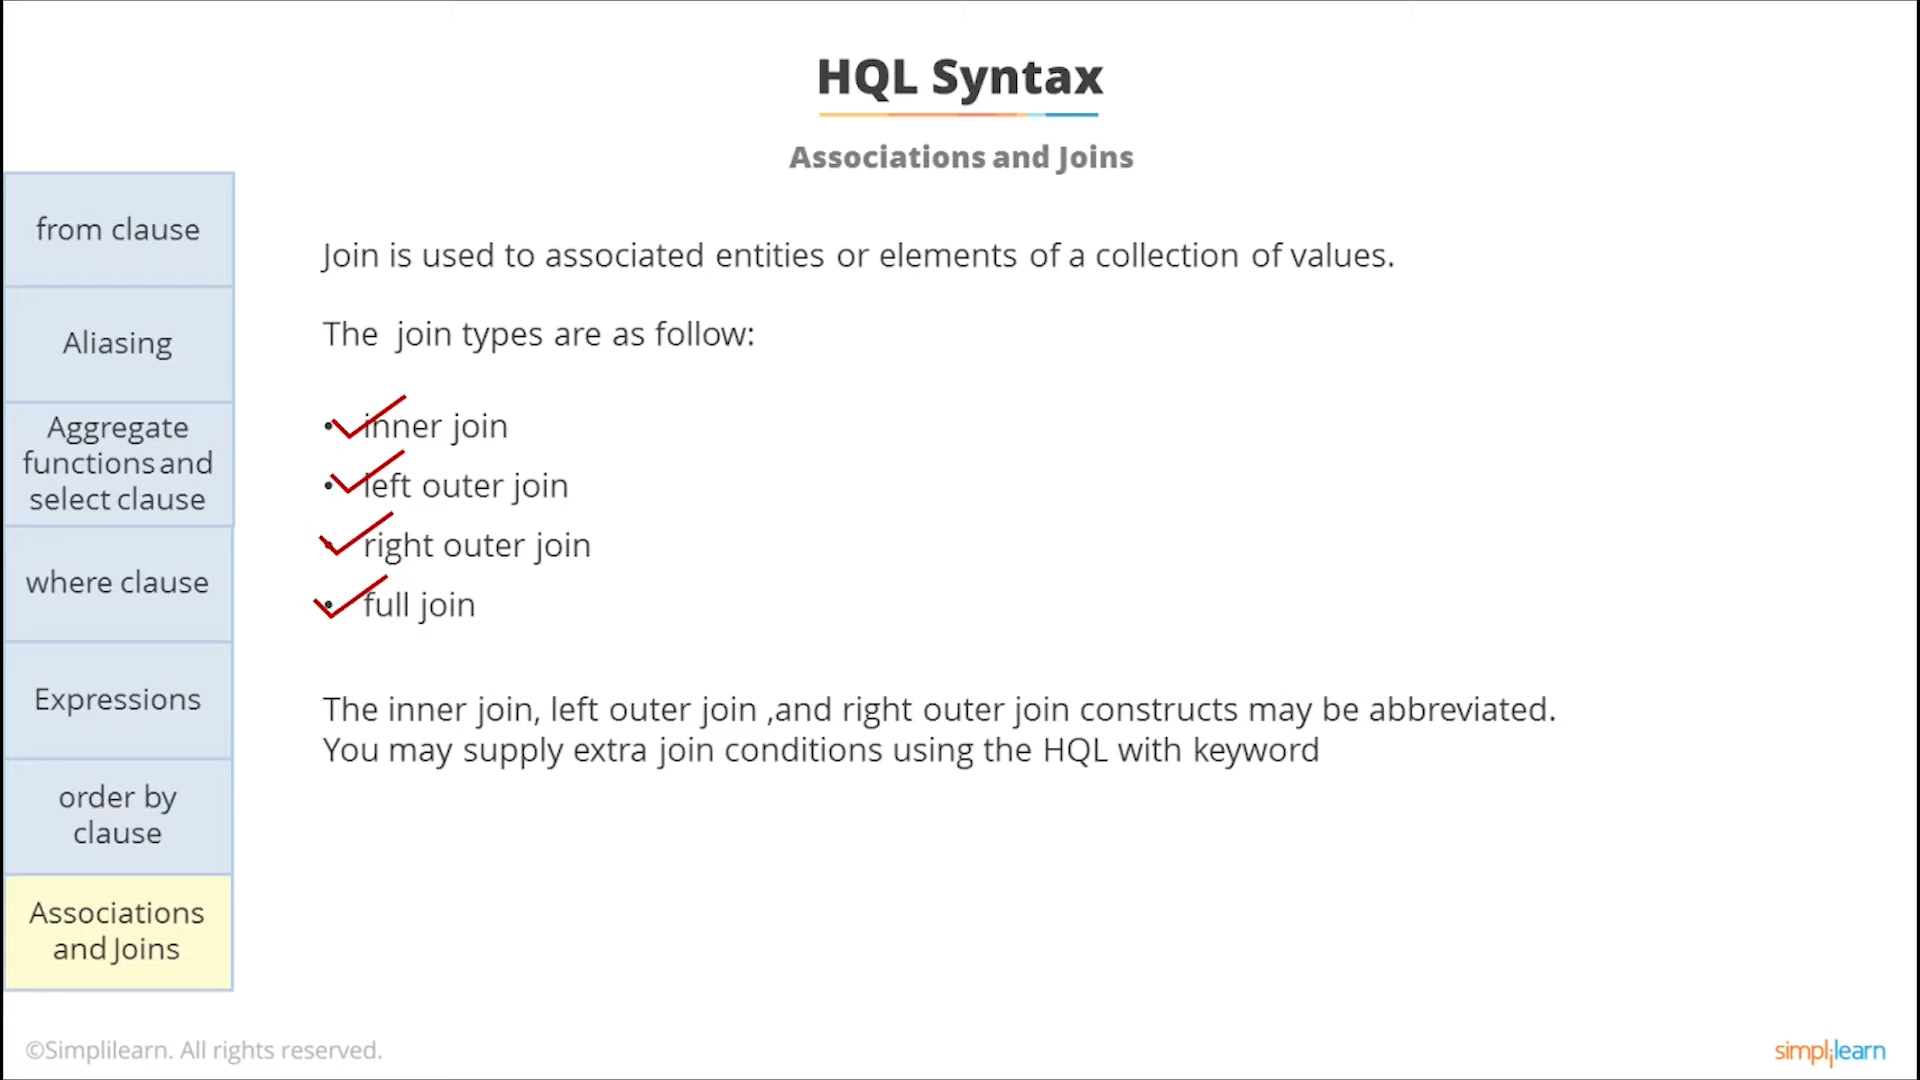 HQL Syntax
Associations and Joins
from clause
Aliasing
Aggregate
functions and
select clause
where clause
Expressions
order by
clause
Associations
and Joins
Join is used to associated entities or elements of a collection of values.
The join types are as follow:
• inner join
• left outer join
• right outer join
• full join
The inner join, left outer join ,and right outer join constructs may be abbreviated.
You may supply extra join conditions using the HQL with keyword
©Simplilearn. All rights reserved.
simplilearn